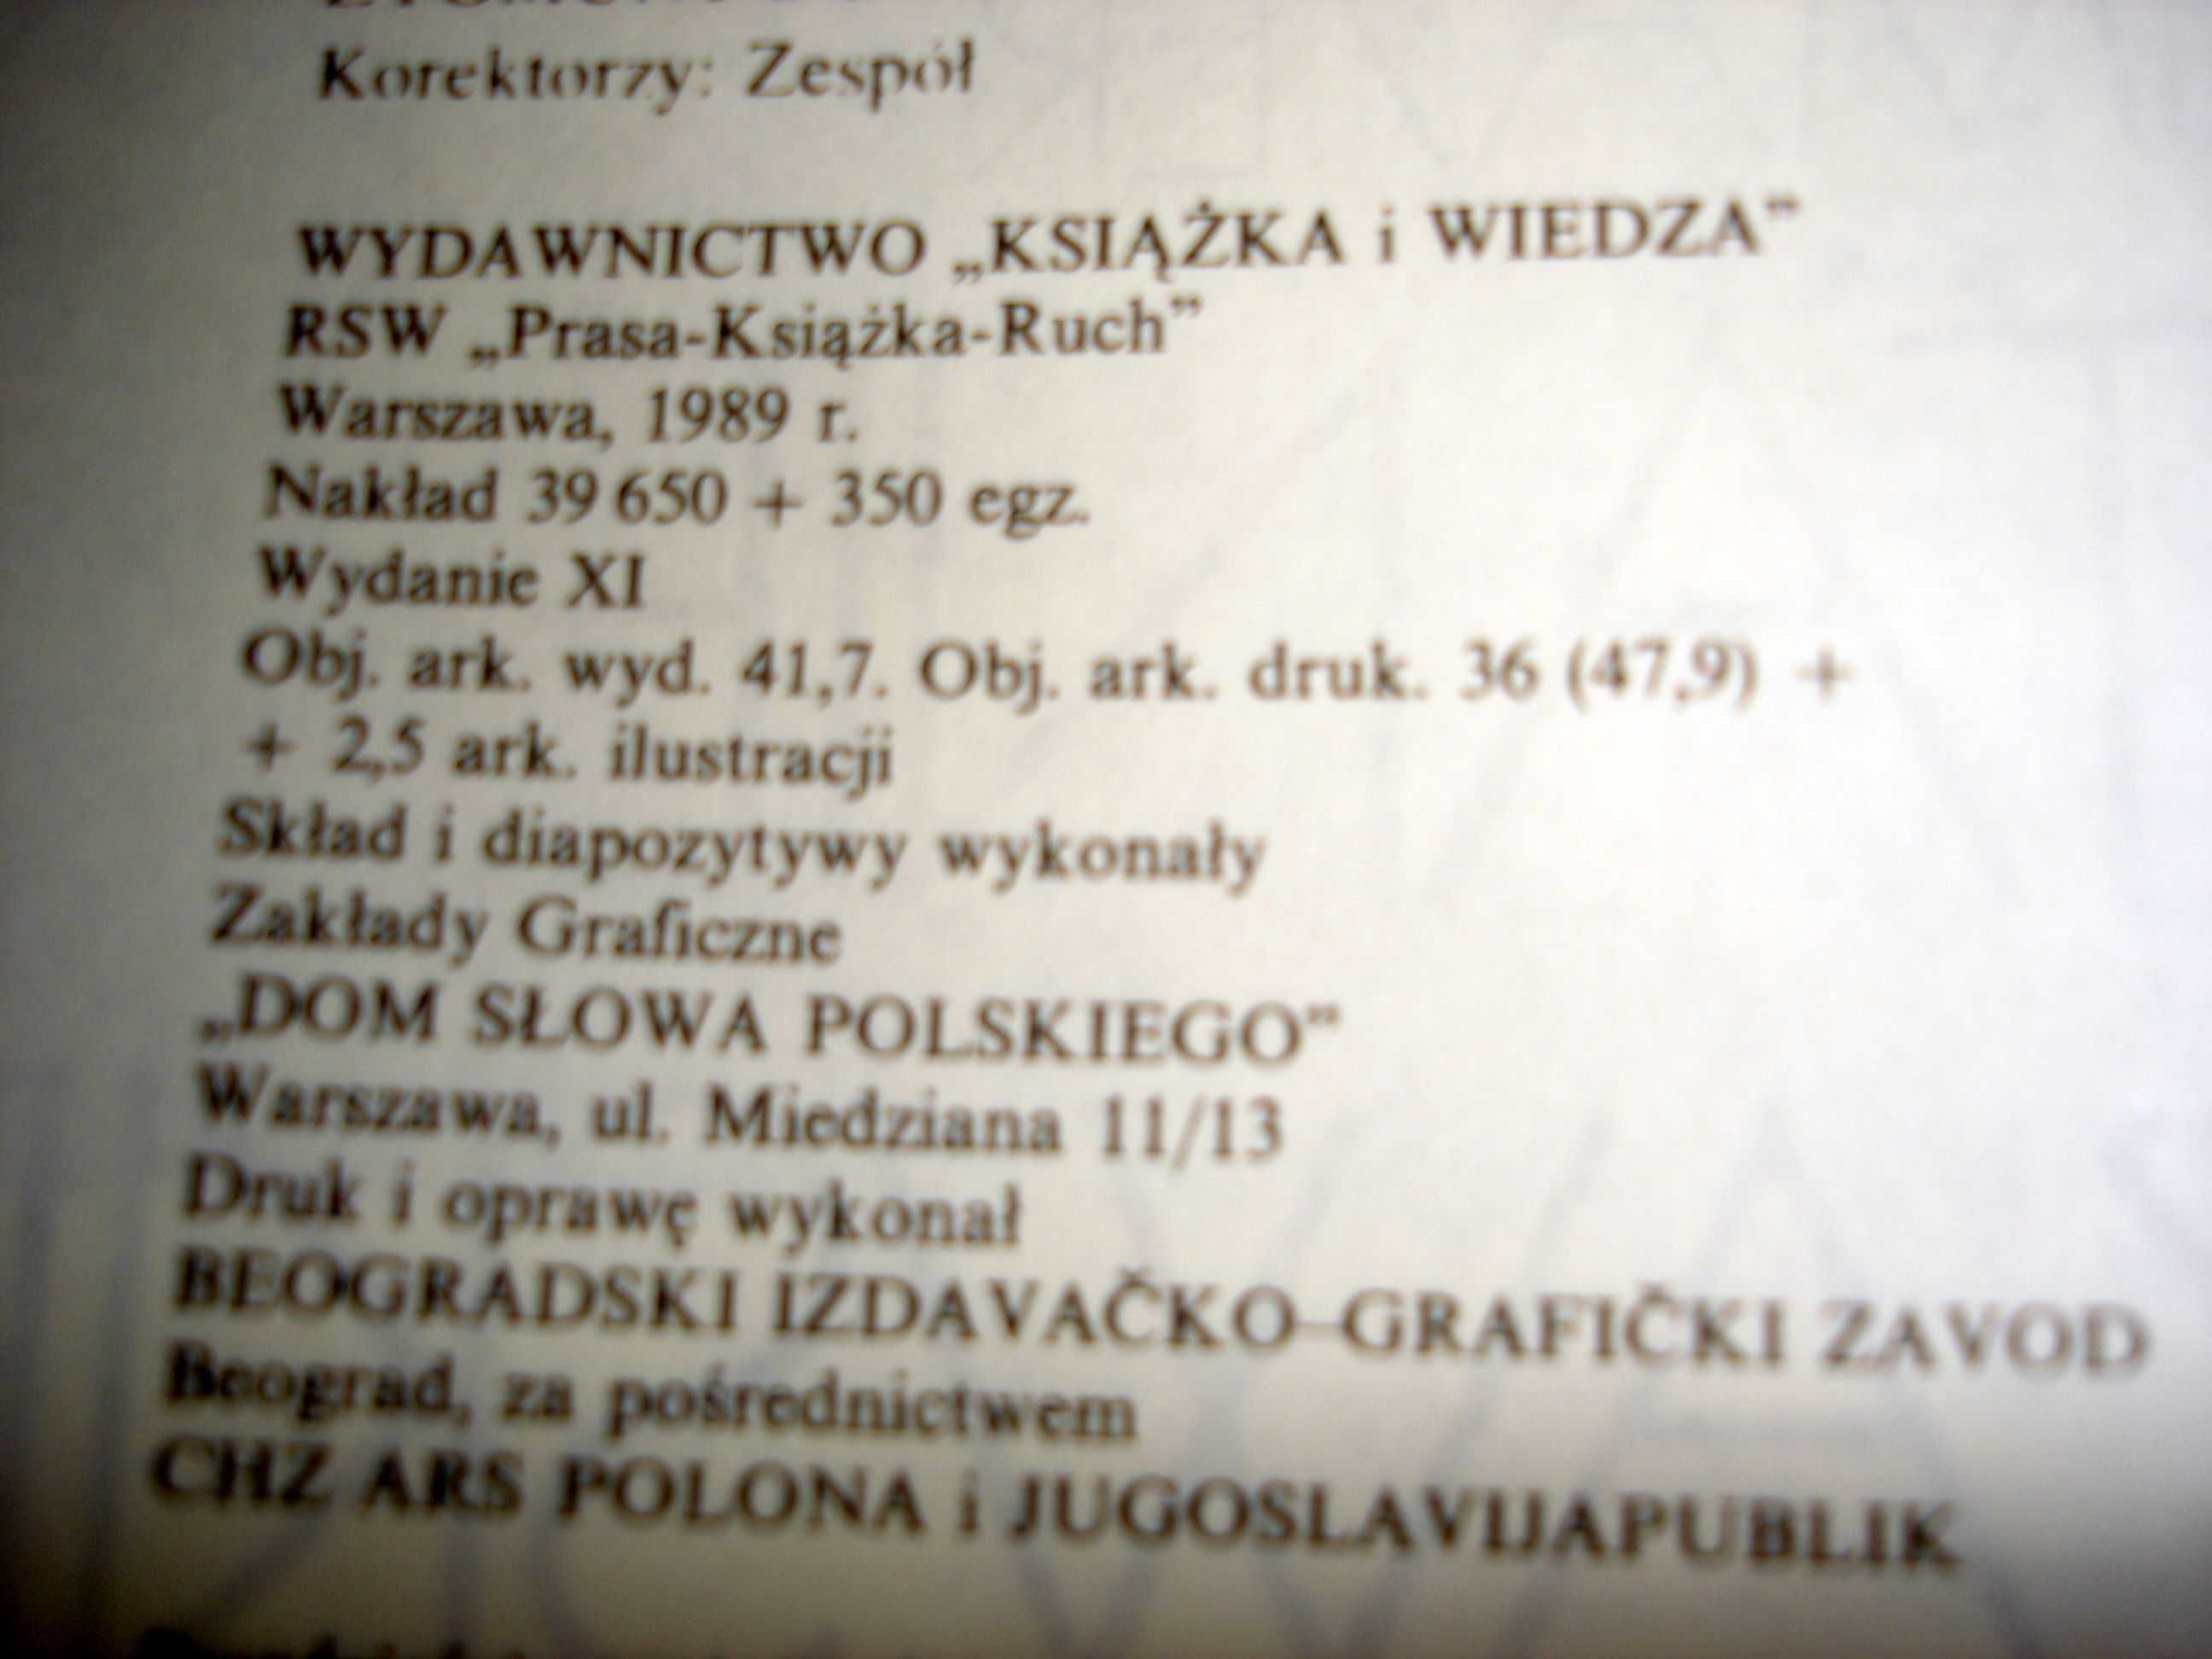 Korektorzy: Zespół
WYDAWNICTWO „KSIĄŻKA i WIEDZA”
RSW „Prasa-Książka-Ruch”
Warszawa, 1989 r.
Nakład 39 650 + 350 egz.
Wydanie XI
Obj. ark. wyd. 41,7. Obj. ark. druk. 36 (47,9) +
+ 2,5 ark. ilustracji
Skład i diapozytywy wykonały
Zakłady Graficzne
„DOM SŁOWA POLSKIEGO”
Warszawa, ul. Miedziana 11/13
Druk i oprawę wykonał
BEOGRADSKI IZDAVAČKO-GRAFIČKI ZAVOD
Beograd, za pośrednictwem
CHZ ARS POLONA i JUGOSLAVIJAPUBLIK